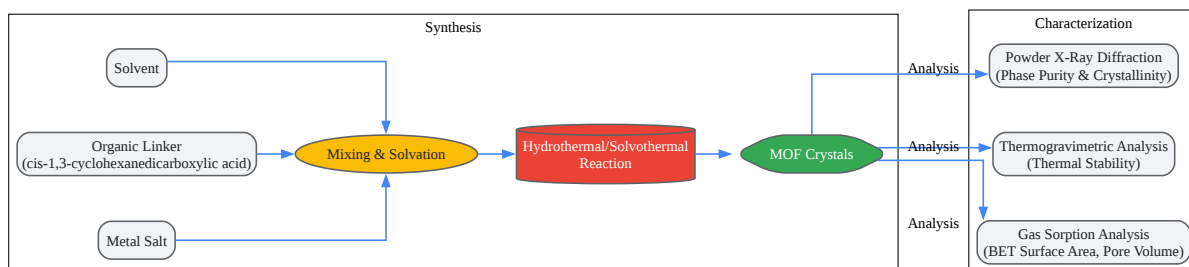 Synthesis
Characterization
Solvent
Organic Linker
(cis-1,3-cyclohexanedicarboxylic acid)
Metal Salt
Mixing & Solvation
Hydrothermal/Solvothermal
Reaction
MOF Crystals
Analysis
Powder X-Ray Diffraction
(Phase Purity & Crystallinity)
Analysis
Thermogravimetric Analysis
(Thermal Stability)
Analysis
Gas Sorption Analysis
(BET Surface Area, Pore Volume)